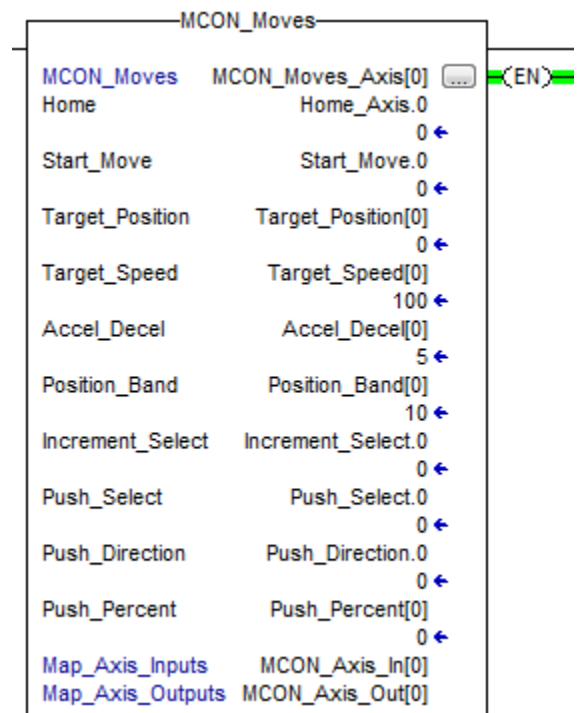 MCON_Moves
MCON_Moves MCON_Moves_Axis[0] ... (EN)
Home Home_Axis.0
0
Start_Move Start_Move.0
0
Target_Position Target_Position[0]
0
Target_Speed Target_Speed[0]
100
Accel_Decel Accel_Decel[0]
5
Position_Band Position_Band[0]
10
Increment_Select Increment_Select.0
0
Push_Select Push_Select.0
0
Push_Direction Push_Direction.0
0
Push_Percent Push_Percent[0]
0
Map_Axis_Inputs MCON_Axis_In[0]
Map_Axis_Outputs MCON_Axis_Out[0]